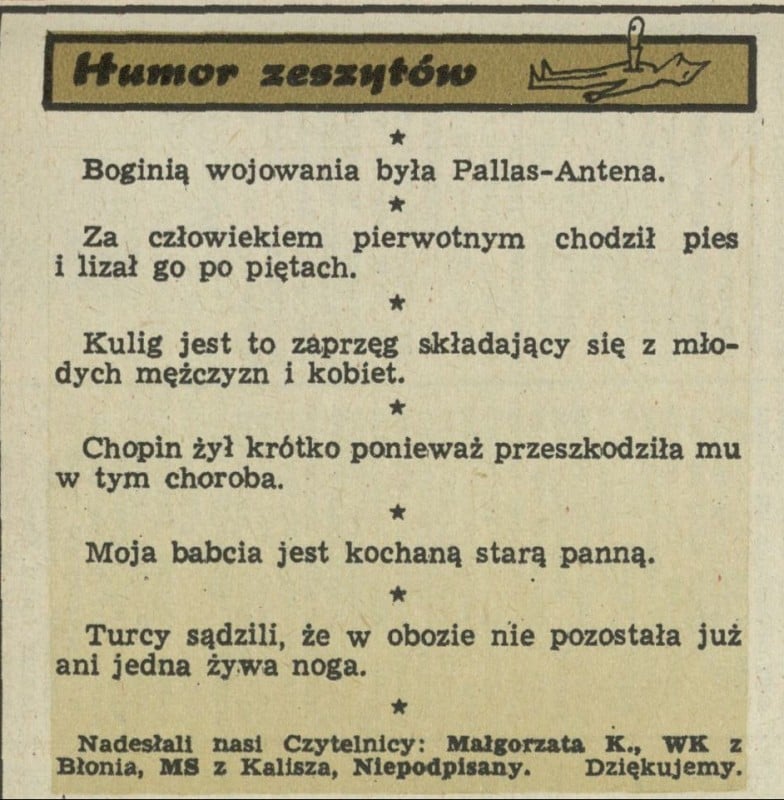 Humor zeszytów
★
Boginią wojowania była Pallas-Antena.
★
Za człowiekiem pierwotnym chodził pies
i lizał go po piętach.
★
Kulig jest to zaprzęg składający się z mło-
dych mężczyzn i kobiet.
★
Chopin żył krótko ponieważ przeszkodziła mu
w tym choroba.
★
Moja babcia jest kochaną starą panną.
★
Turcy sądzili, że w obozie nie pozostała już
ani jedna żywa noga.
★
Nadesłali nasi Czytelnicy: Małgorzata K., WK z
Błonia, MS z Kalisza, Niepodpisany. Dziękujemy.